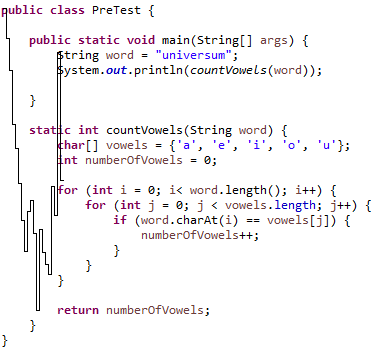 public class PreTest {
public static void main(String[] args) {
String word = "universum";
System.out.println(countVowels(word));
}
static int countVowels(String word) {
char[] vowels = {'a', 'e', 'i', 'o', 'u'};
int numberOfVowels = 0;
for (int i = 0; i< word.length(); i++) {
for (int j = 0; j < vowels.length; j++) {
if (word.charAt(i) == vowels[j]) {
numberOfVowels++;
}
}
}
return numberOfVowels;
}
}